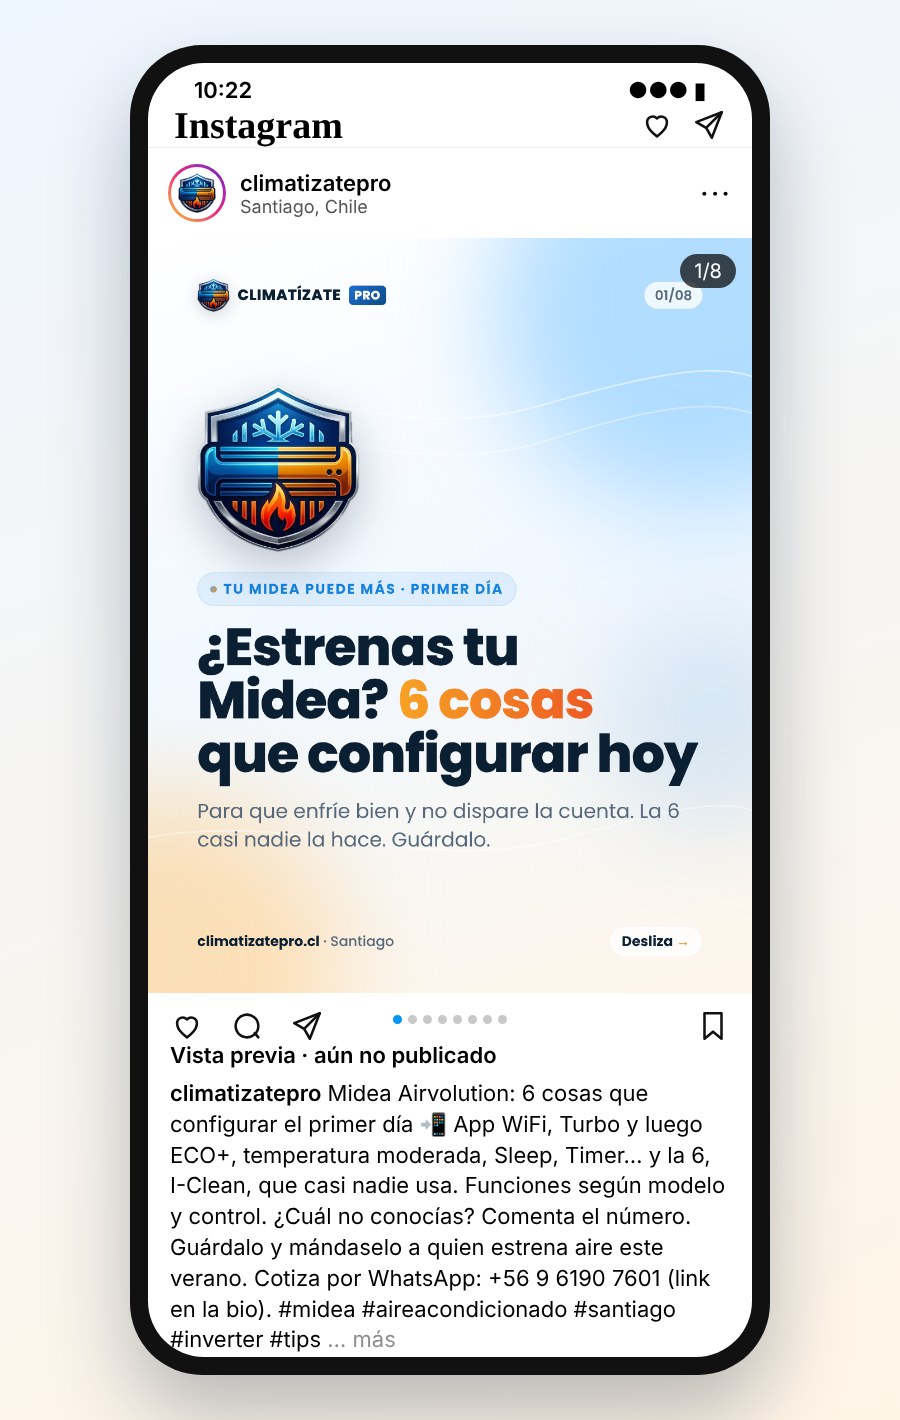 10:22
Instagram
climatizatepro
Santiago, Chile
1/8
CLIMATÍZATE PRO
01/08
TU MIDEA PUEDE MÁS · PRIMER DÍA
¿Estrenas tu
Midea? 6 cosas
que configurar hoy
Para que enfríe bien y no dispare la cuenta. La 6
casi nadie la hace. Guárdalo.
climatizatepro.cl · Santiago
Desliza →
Vista previa · aún no publicado
climatizatepro Midea Airvolution: 6 cosas que
configurar el primer día 📲 App WiFi, Turbo y luego
ECO+, temperatura moderada, Sleep, Timer... y la 6,
I-Clean, que casi nadie usa. Funciones según modelo
y control. ¿Cuál no conocías? Comenta el número.
Guárdalo y mándaselo a quien estrena aire este
verano. Cotiza por WhatsApp: +56 9 6190 7601 (link
en la bio). #midea #aireacondicionado #santiago
#inverter #tips ... más